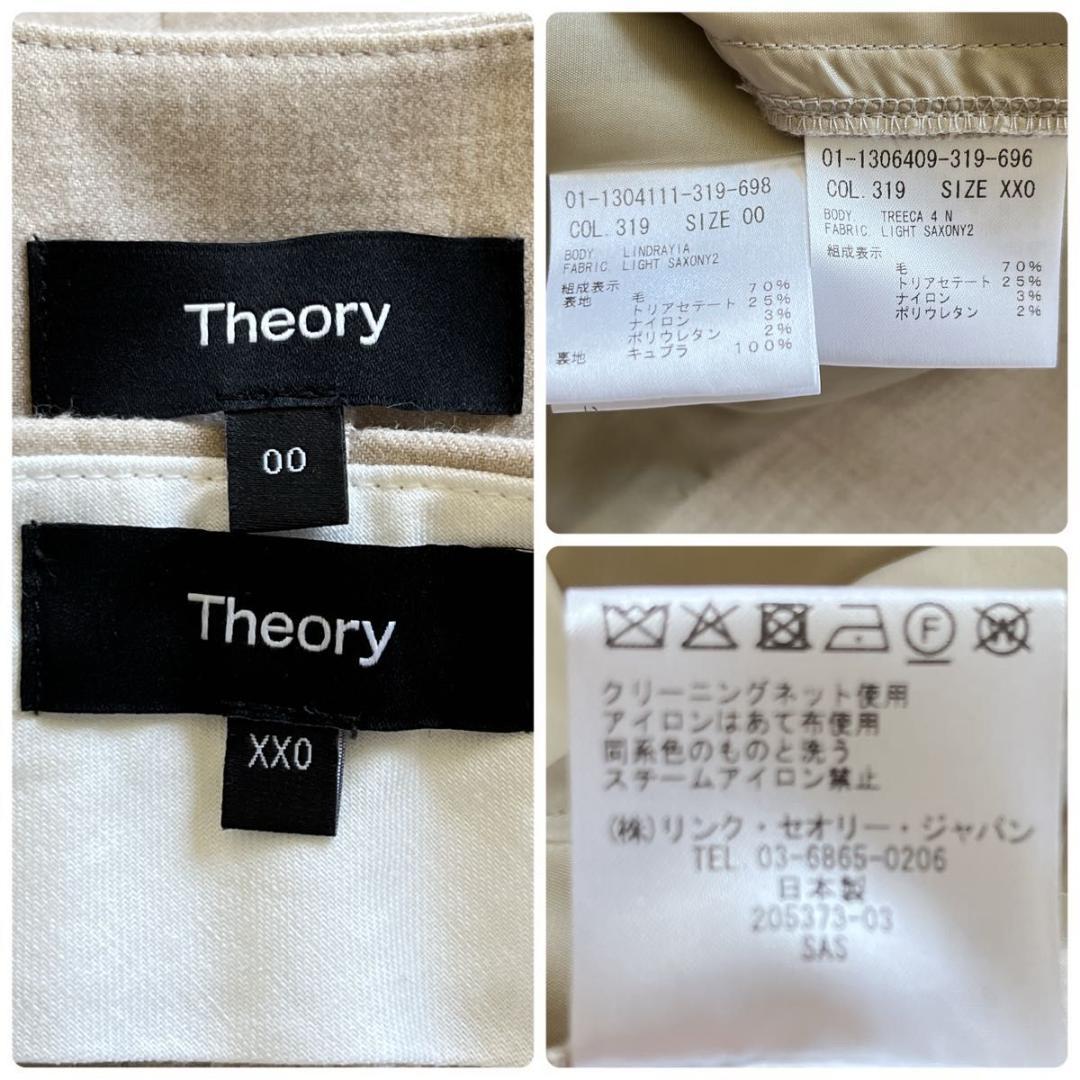 Theory
00
Theory
XX0
01-1304111-319-698
COL. 319 SIZE 00
BODY. LINDRAYIA
FABRIC. LIGHT SAXONY2
組成表示
表地 毛 70%
トリアセテート 25%
ナイロン 3%
ポリウレタン 2%
裏地 キュプラ 100%
01-1306409-319-696
COL. 319 SIZE XX0
BODY. TREECA 4 N
FABRIC. LIGHT SAXONY2
組成表示
毛 70%
トリアセテート 25%
ナイロン 3%
ポリウレタン 2%
F W
クリーニングネット使用
アイロンはあて布使用
同系色のものと洗う
スチームアイロン禁止
(株)リンク・セオリー・ジャパン
TEL. 03-6865-0206
日本製
205373-03
SAS